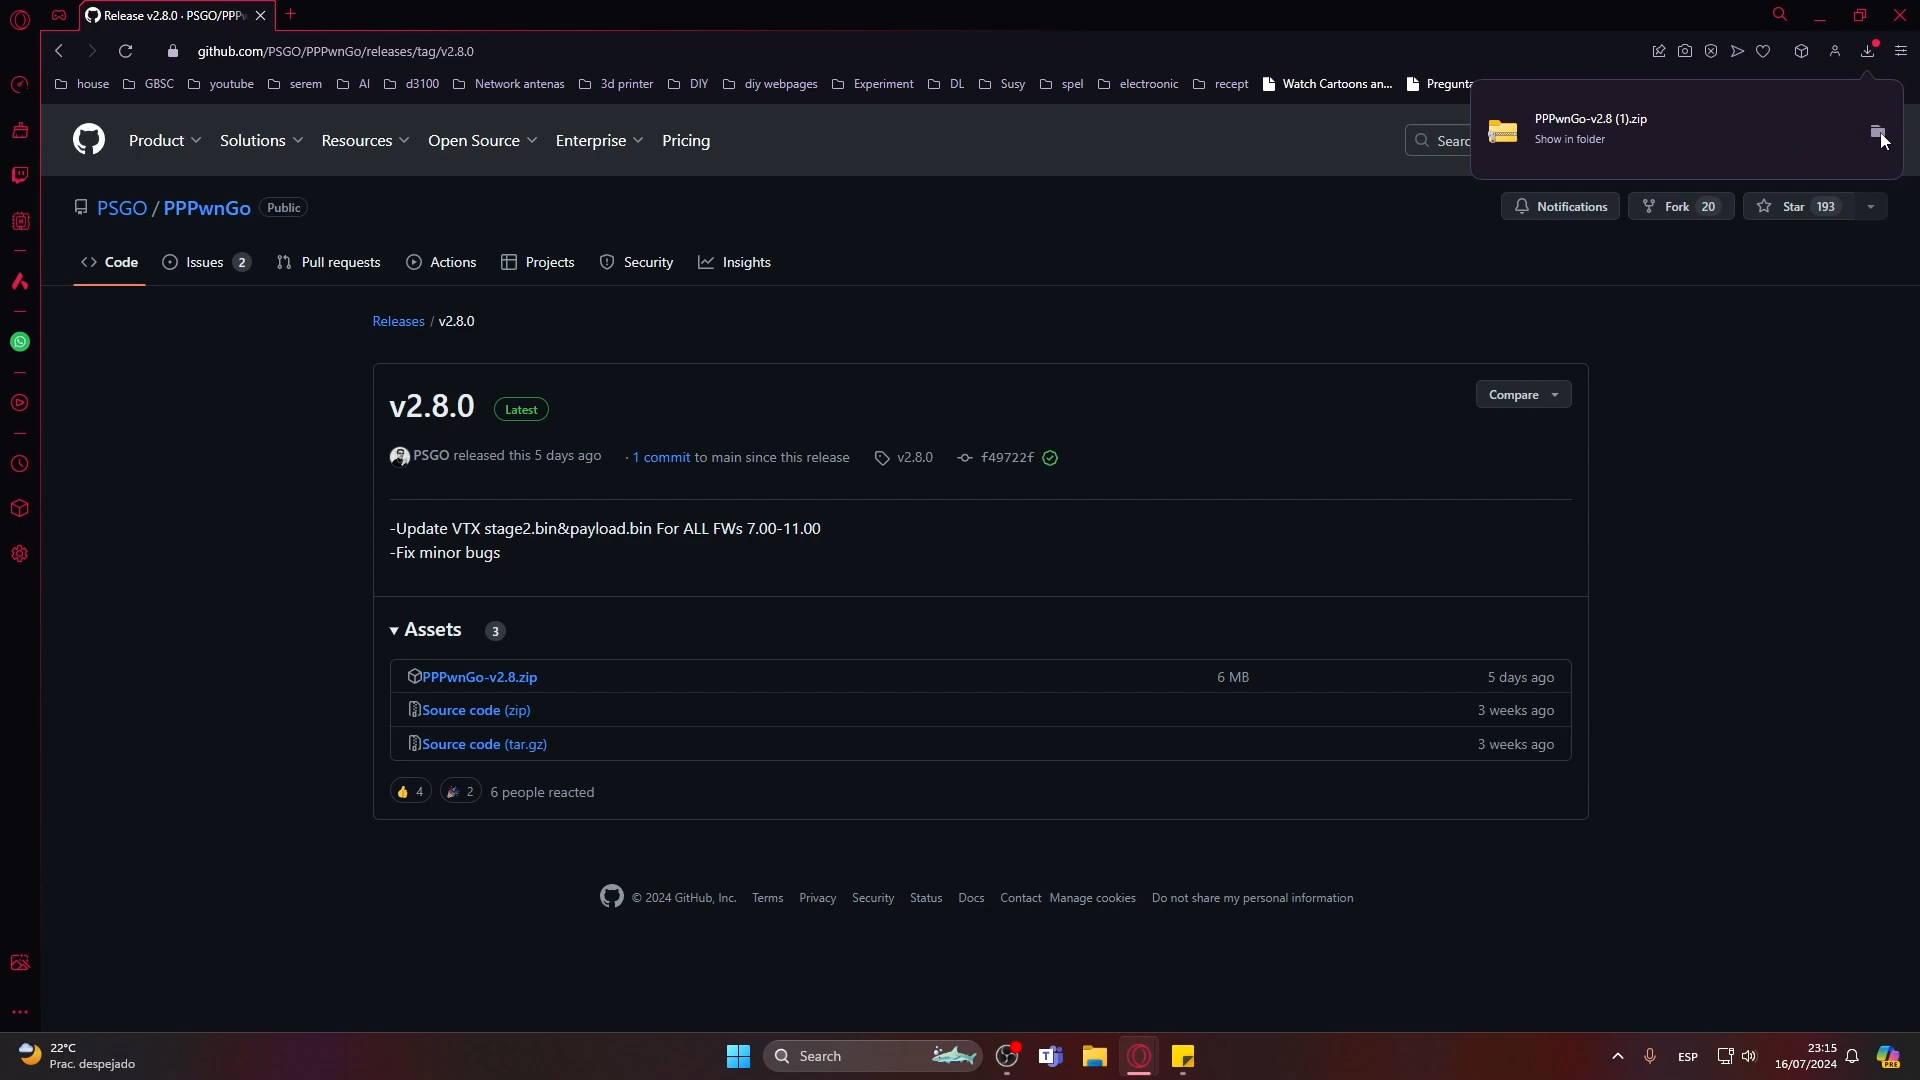 Release v2.8.0 · PSGO/PPPw
github.com/PSGO/PPPwnGo/releases/tag/v2.8.0
house GBSC youtube serem AI d3100 Network antenas 3d printer DIY diy webpages Experiment DL Susy spel electroonic recept Watch Cartoons an... Pregunta
PPPwnGo-v2.8 (1).zip
Show in folder
Product Solutions Resources Open Source Enterprise Pricing Searc
PSGO / PPPwnGo Public
Notifications Fork 20 Star 193
Code Issues 2 Pull requests Actions Projects Security Insights
Releases / v2.8.0
v2.8.0 Latest
Compare
PSGO released this 5 days ago · 1 commit to main since this release v2.8.0 f49722f
-Update VTX stage2.bin&payload.bin For ALL FWs 7.00-11.00
-Fix minor bugs
Assets 3
PPPwnGo-v2.8.zip 6 MB 5 days ago
Source code (zip) 3 weeks ago
Source code (tar.gz) 3 weeks ago
4 2 6 people reacted
© 2024 GitHub, Inc. Terms Privacy Security Status Docs Contact Manage cookies Do not share my personal information
22°C
Prac. despejado
Search
ESP
23:15
16/07/2024
PRE